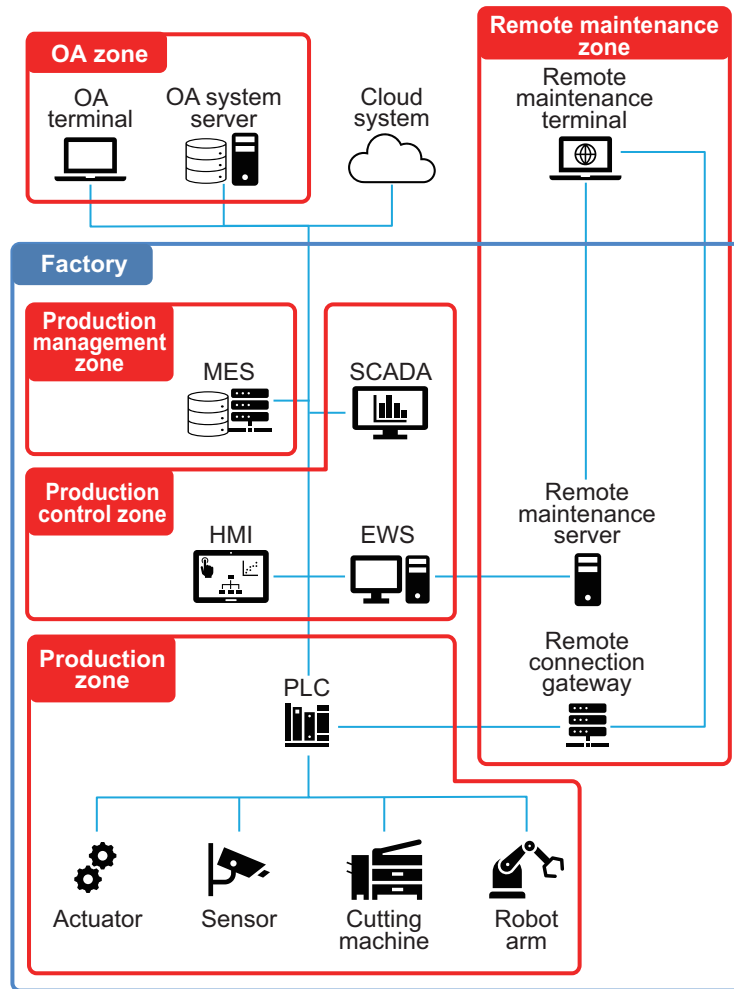 OA zone
OA
terminal
OA system
server
Cloud
system
Remote maintenance
zone
Remote
maintenance
terminal
Factory
Production
management
zone
MES
SCADA
Production
control zone
HMI
EWS
Remote
maintenance
server
Production
zone
PLC
Remote
connection
gateway
Actuator
Sensor
Cutting
machine
Robot
arm